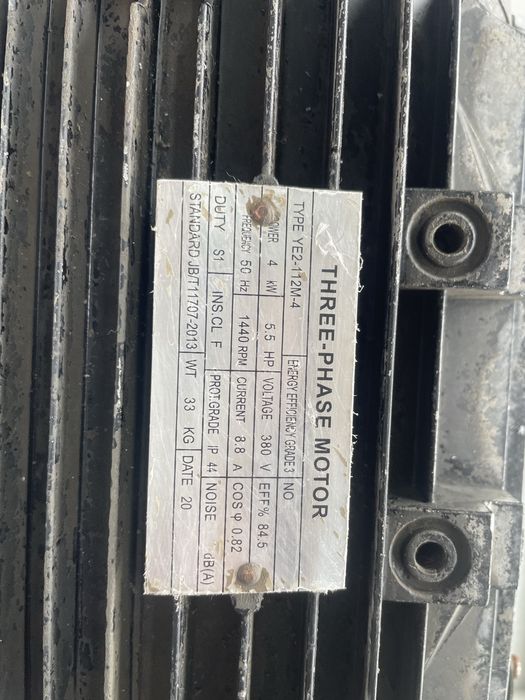 THREE-PHASE MOTOR
TYPE YE2-112M-4 ENERGY EFFICIENCY GRADE 3 NO
POWER 4 kW 5.5 HP VOLTAGE 380 V EFF% 84.5
FREQUENCY 50 Hz 1440 RPM CURRENT 8.8 A COSφ 0.82
DUTY S1 INS.CL F PROT.GRADE IP 44 NOISE dB(A)
STANDARD JB/T11707-2013 WT 33 KG DATE 20